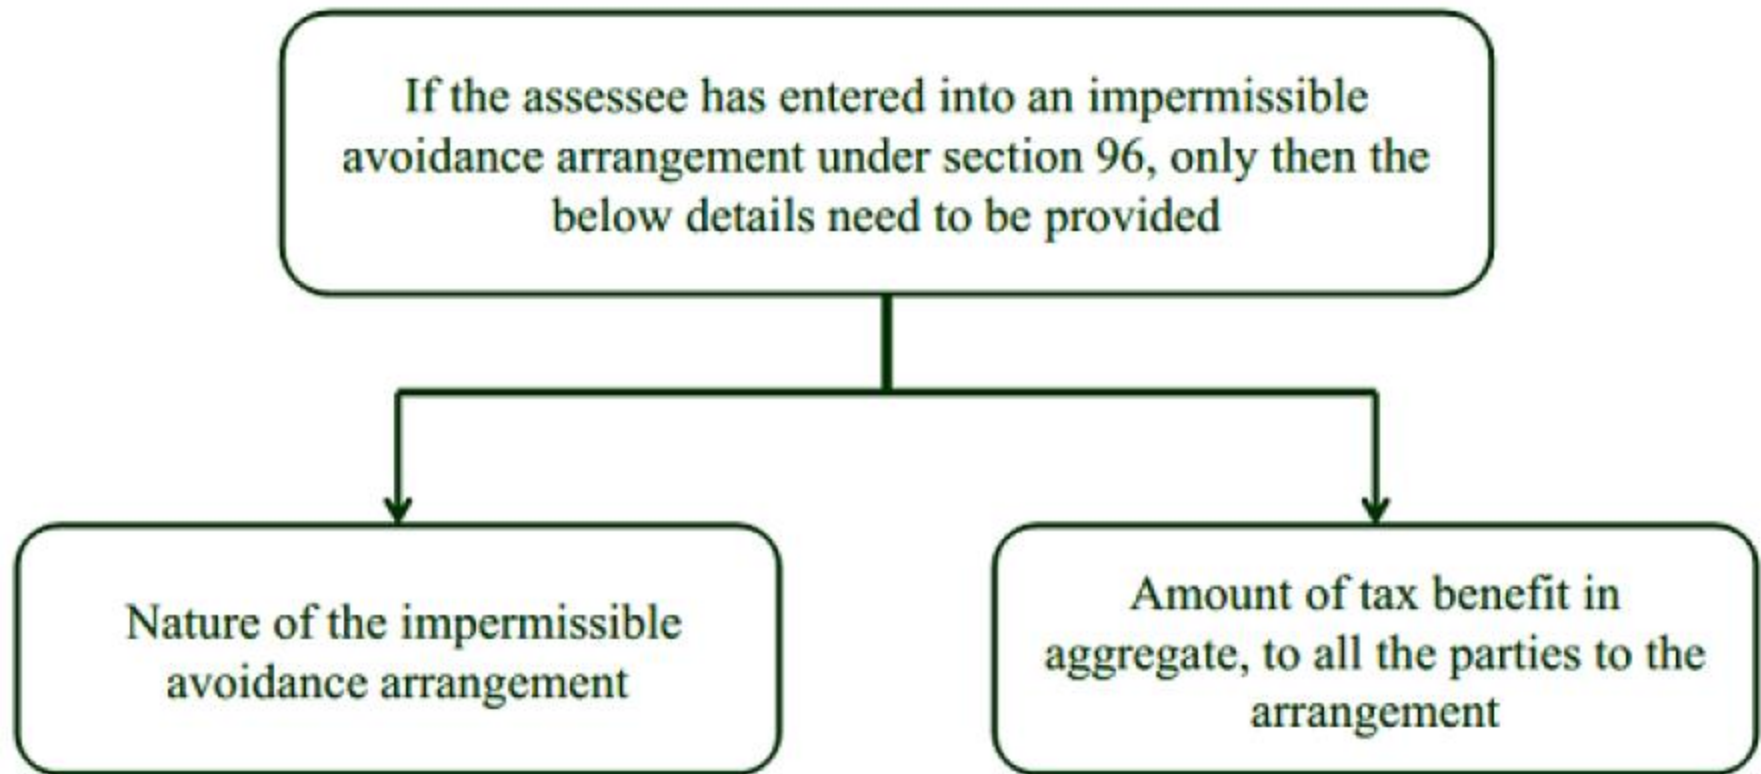 If the assessee has entered into an impermissible
avoidance arrangement under section 96, only then the
below details need to be provided
Nature of the impermissible
avoidance arrangement
Amount of tax benefit in
aggregate, to all the parties to the
arrangement